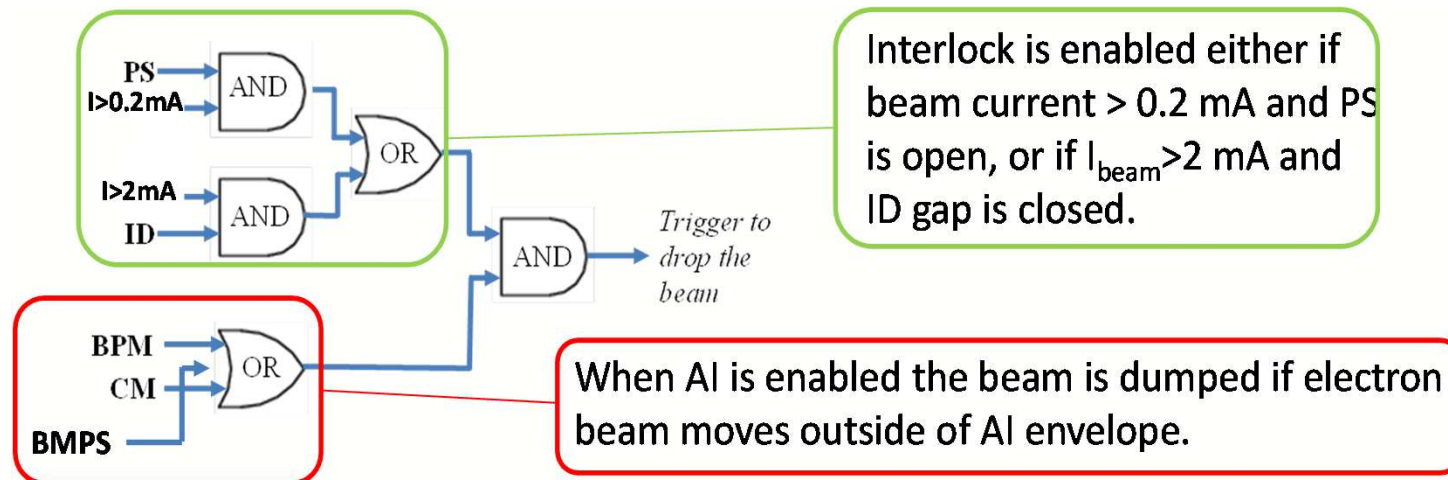 PS
I>0.2mA
AND
OR
I>2mA
ID
AND
AND
Trigger to
drop the
beam
BPM
CM
BMPS
OR
Interlock is enabled either if
beam current > 0.2 mA and PS
is open, or if Ibeam>2 mA and
ID gap is closed.
When AI is enabled the beam is dumped if electron
beam moves outside of AI envelope.